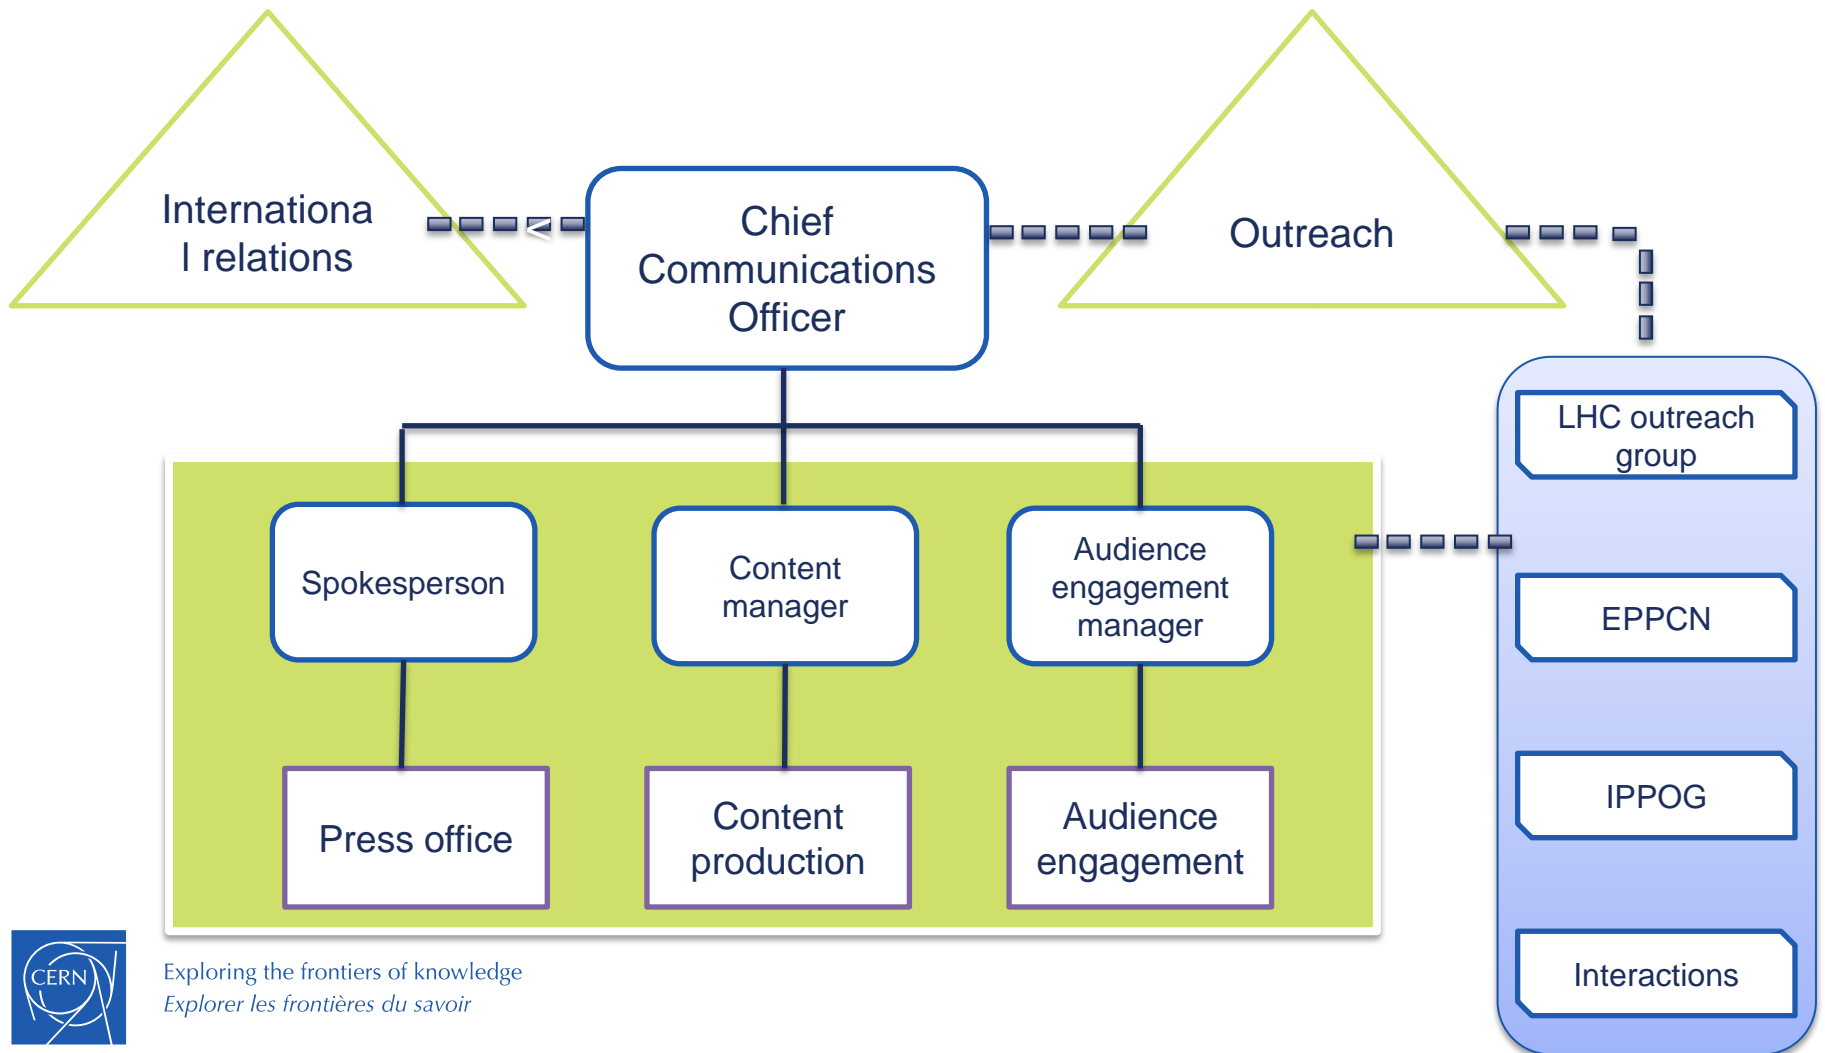 Internationa
l relations
Chief
Communications
Officer
Outreach
LHC outreach
group
Spokesperson
Content
manager
Audience
engagement
manager
EPPCN
Press office
Content
production
Audience
engagement
IPPOG
Interactions
CERN
Exploring the frontiers of knowledge
Explorer les frontières du savoir